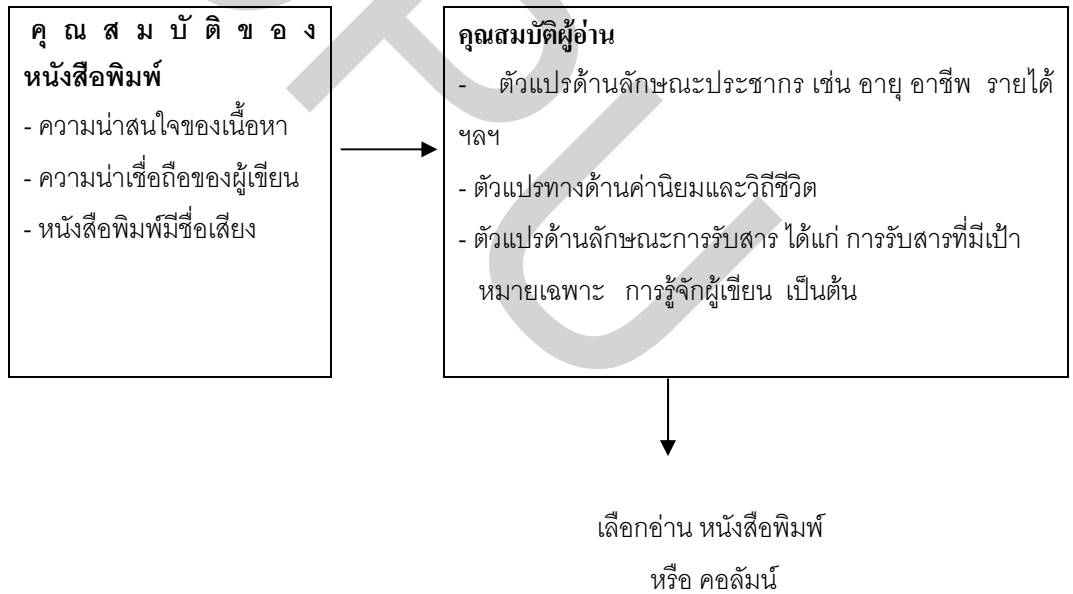 คุณสมบัติของ
หนังสือพิมพ์
- ความน่าสนใจของเนื้อหา
- ความน่าเชื่อถือของผู้เขียน
- หนังสือพิมพ์มีชื่อเสียง
คุณสมบัติผู้อ่าน
- ตัวแปรด้านลักษณะประชากร เช่น อายุ อาชีพ รายได้
ฯลฯ
- ตัวแปรทางด้านค่านิยมและวิถีชีวิต
- ตัวแปรด้านลักษณะการรับสาร ได้แก่ การรับสารที่มีเป้า
หมายเฉพาะ การรู้จักผู้เขียน เป็นต้น
เลือกอ่าน หนังสือพิมพ์
หรือ คอลัมน์